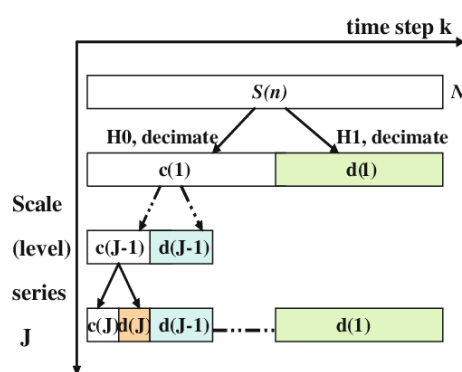 time step k
S(n) N
H0, decimate H1, decimate
c(1) d(1)
Scale
(level)
series
J
c(J-1) d(J-1)
c(J) d(J) d(J-1) d(1)